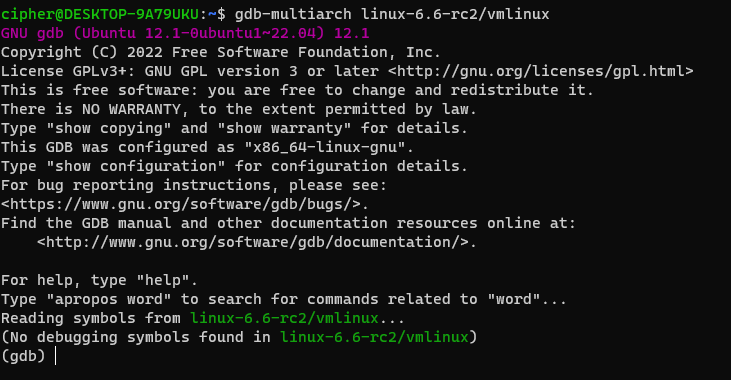 cipher@DESKTOP-9A79UKU:~$ gdb-multiarch linux-6.6-rc2/vmlinux
GNU gdb (Ubuntu 12.1-0ubuntu1~22.04) 12.1
Copyright (C) 2022 Free Software Foundation, Inc.
License GPLv3+: GNU GPL version 3 or later <http://gnu.org/licenses/gpl.html>
This is free software: you are free to change and redistribute it.
There is NO WARRANTY, to the extent permitted by law.
Type "show copying" and "show warranty" for details.
This GDB was configured as "x86_64-linux-gnu".
Type "show configuration" for configuration details.
For bug reporting instructions, please see:
<https://www.gnu.org/software/gdb/bugs/>.
Find the GDB manual and other documentation resources online at:
    <http://www.gnu.org/software/gdb/documentation/>.

For help, type "help".
Type "apropos word" to search for commands related to "word"...
Reading symbols from linux-6.6-rc2/vmlinux...
(No debugging symbols found in linux-6.6-rc2/vmlinux)
(gdb)